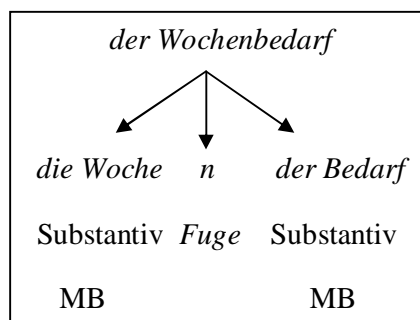 der Wochenbedarf
die Woche n der Bedarf
Substantiv Fuge Substantiv
MB MB